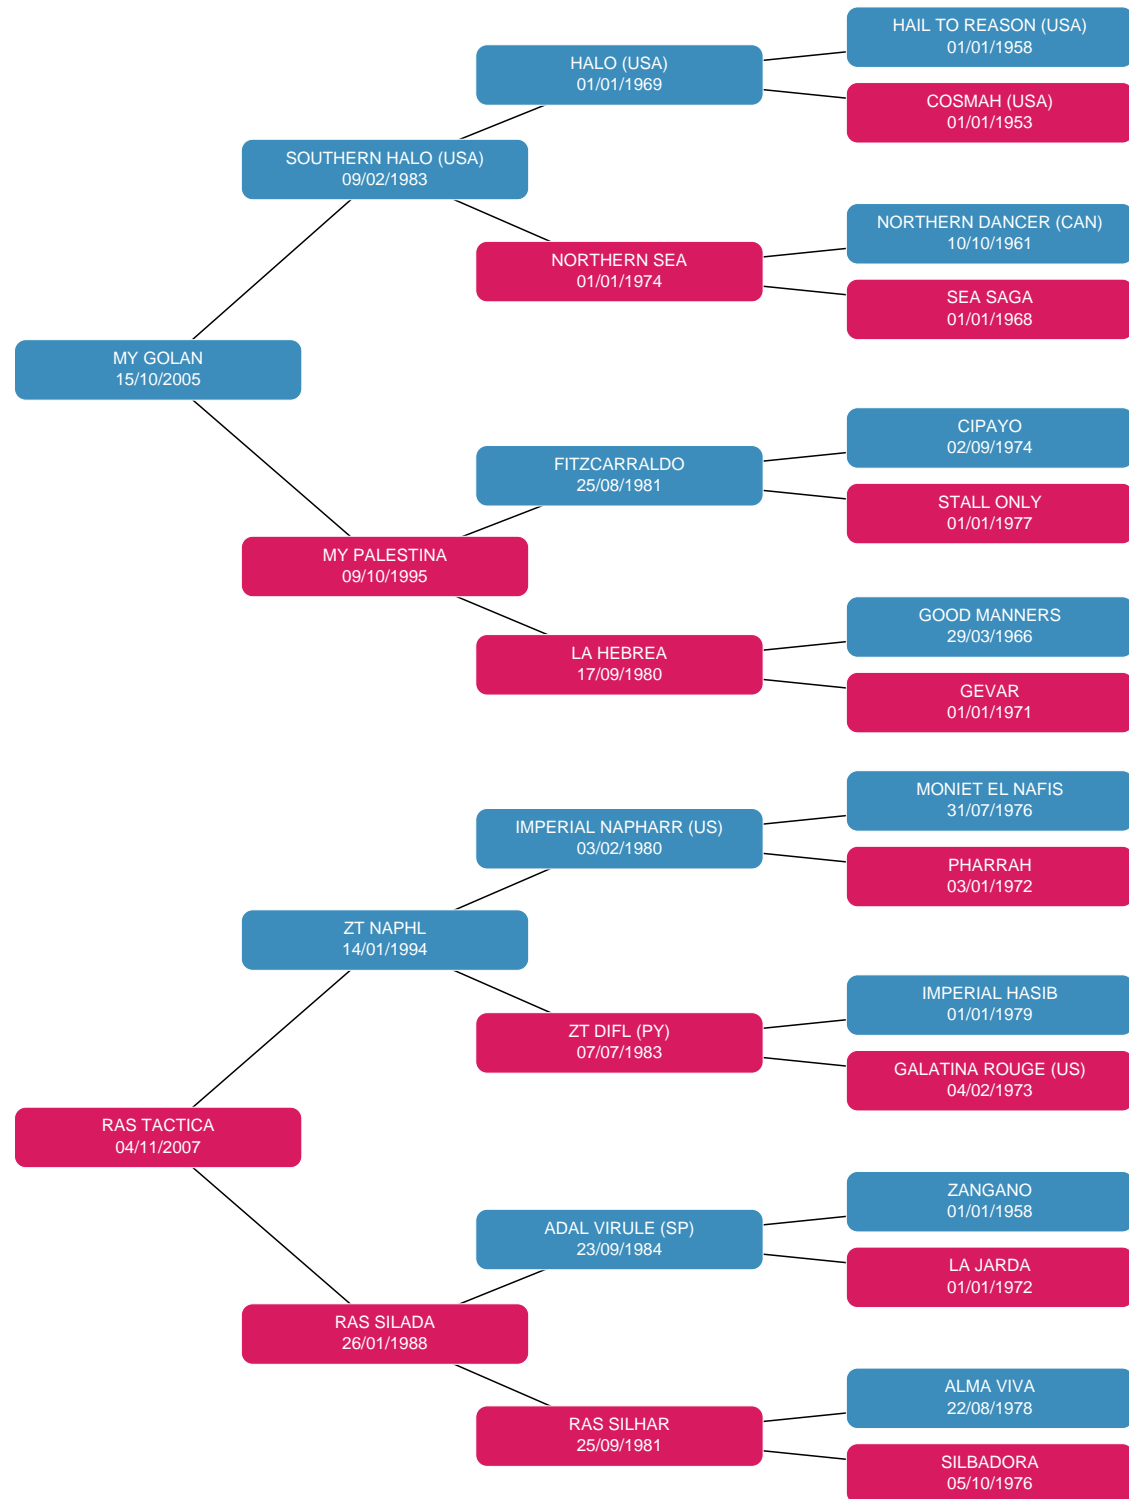 HAIL TO REASON (USA)
01/01/1958
HALO (USA)
01/01/1969
COSMAH (USA)
01/01/1953
SOUTHERN HALO (USA)
09/02/1983
NORTHERN DANCER (CAN)
10/10/1961
NORTHERN SEA
01/01/1974
SEA SAGA
01/01/1968
MY GOLAN
15/10/2005
CIPAYO
02/09/1974
FITZCARRALDO
25/08/1981
STALL ONLY
01/01/1977
MY PALESTINA
09/10/1995
GOOD MANNERS
29/03/1966
LA HEBREA
17/09/1980
GEVAR
01/01/1971
MONIET EL NAFIS
31/07/1976
IMPERIAL NAPHARR (US)
03/02/1980
PHARRAH
03/01/1972
ZT NAPHL
14/01/1994
IMPERIAL HASIB
01/01/1979
ZT DIFL (PY)
07/07/1983
GALATINA ROUGE (US)
04/02/1973
RAS TACTICA
04/11/2007
ZANGANO
01/01/1958
ADAL VIRULE (SP)
23/09/1984
LA JARDA
01/01/1972
RAS SILADA
26/01/1988
ALMA VIVA
22/08/1978
RAS SILHAR
25/09/1981
SILBADORA
05/10/1976